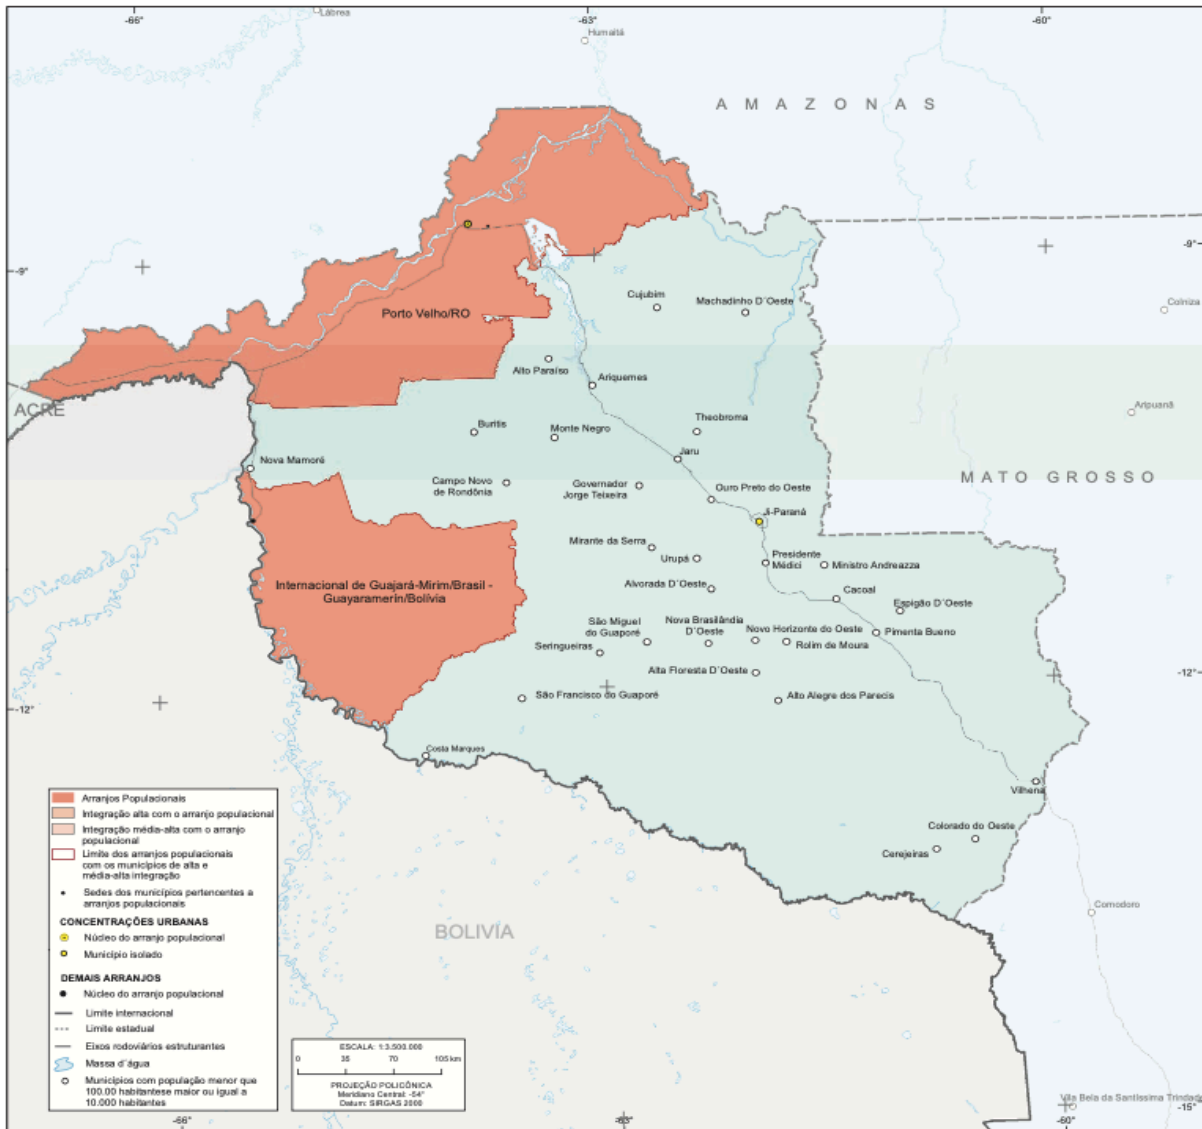 -66°
-63°
-60°
Lábrea
Humaitá
A M A Z O N A S
-9°
-9°
Colniza
Cujubim
Machadinho D´Oeste
Porto Velho/RO
Alto Paraíso
Ariquemes
ACRE
Aripuanã
Theobroma
Buritis
Monte Negro
Jaru
Nova Mamoré
MATO GROSSO
Campo Novo
de Rondônia
Governador
Jorge Teixeira
Ouro Preto do Oeste
Ji-Paraná
Mirante da Serra
Urupá
Presidente
Médici
Ministro Andreazza
Internacional de Guajará-Mirim/Brasil -
Guayaramerín/Bolívia
Alvorada D´Oeste
Cacoal
Espigão D´Oeste
São Miguel
do Guaporé
Nova Brasilândia
D´Oeste
Novo Horizonte do Oeste
Pimenta Bueno
Seringueiras
Rolim de Moura
Alta Floresta D´Oeste
-12°
São Francisco do Guaporé
Alto Alegre dos Parecis
-12°
Costa Marques
Vilhena
Colorado do Oeste
Cerejeiras
Comodoro
BOLIVIA
Arranjos Populacionais
Integração alta com o arranjo populacional
Integração média-alta com o arranjo
populacional
Limite dos arranjos populacionais
com os municípios de alta e
média-alta integração
Sedes dos municípios pertencentes a
arranjos populacionais
CONCENTRAÇÕES URBANAS
Núcleo do arranjo populacional
Município isolado
DEMAIS ARRANJOS
Núcleo do arranjo populacional
Limite internacional
Limite estadual
Eixos rodoviários estruturantes
Massa d´água
Municípios com população menor que
100.00 habitantese maior ou igual a
10.000 habitantes
ESCALA: 1:3.500.000
0 35 70 105 km
PROJEÇÃO POLICÔNICA
Meridiano Central: -54°
Datum: SIRGAS 2000
Vila Bela da Santíssima Trindade
-15°
-66°
-63°
-60°